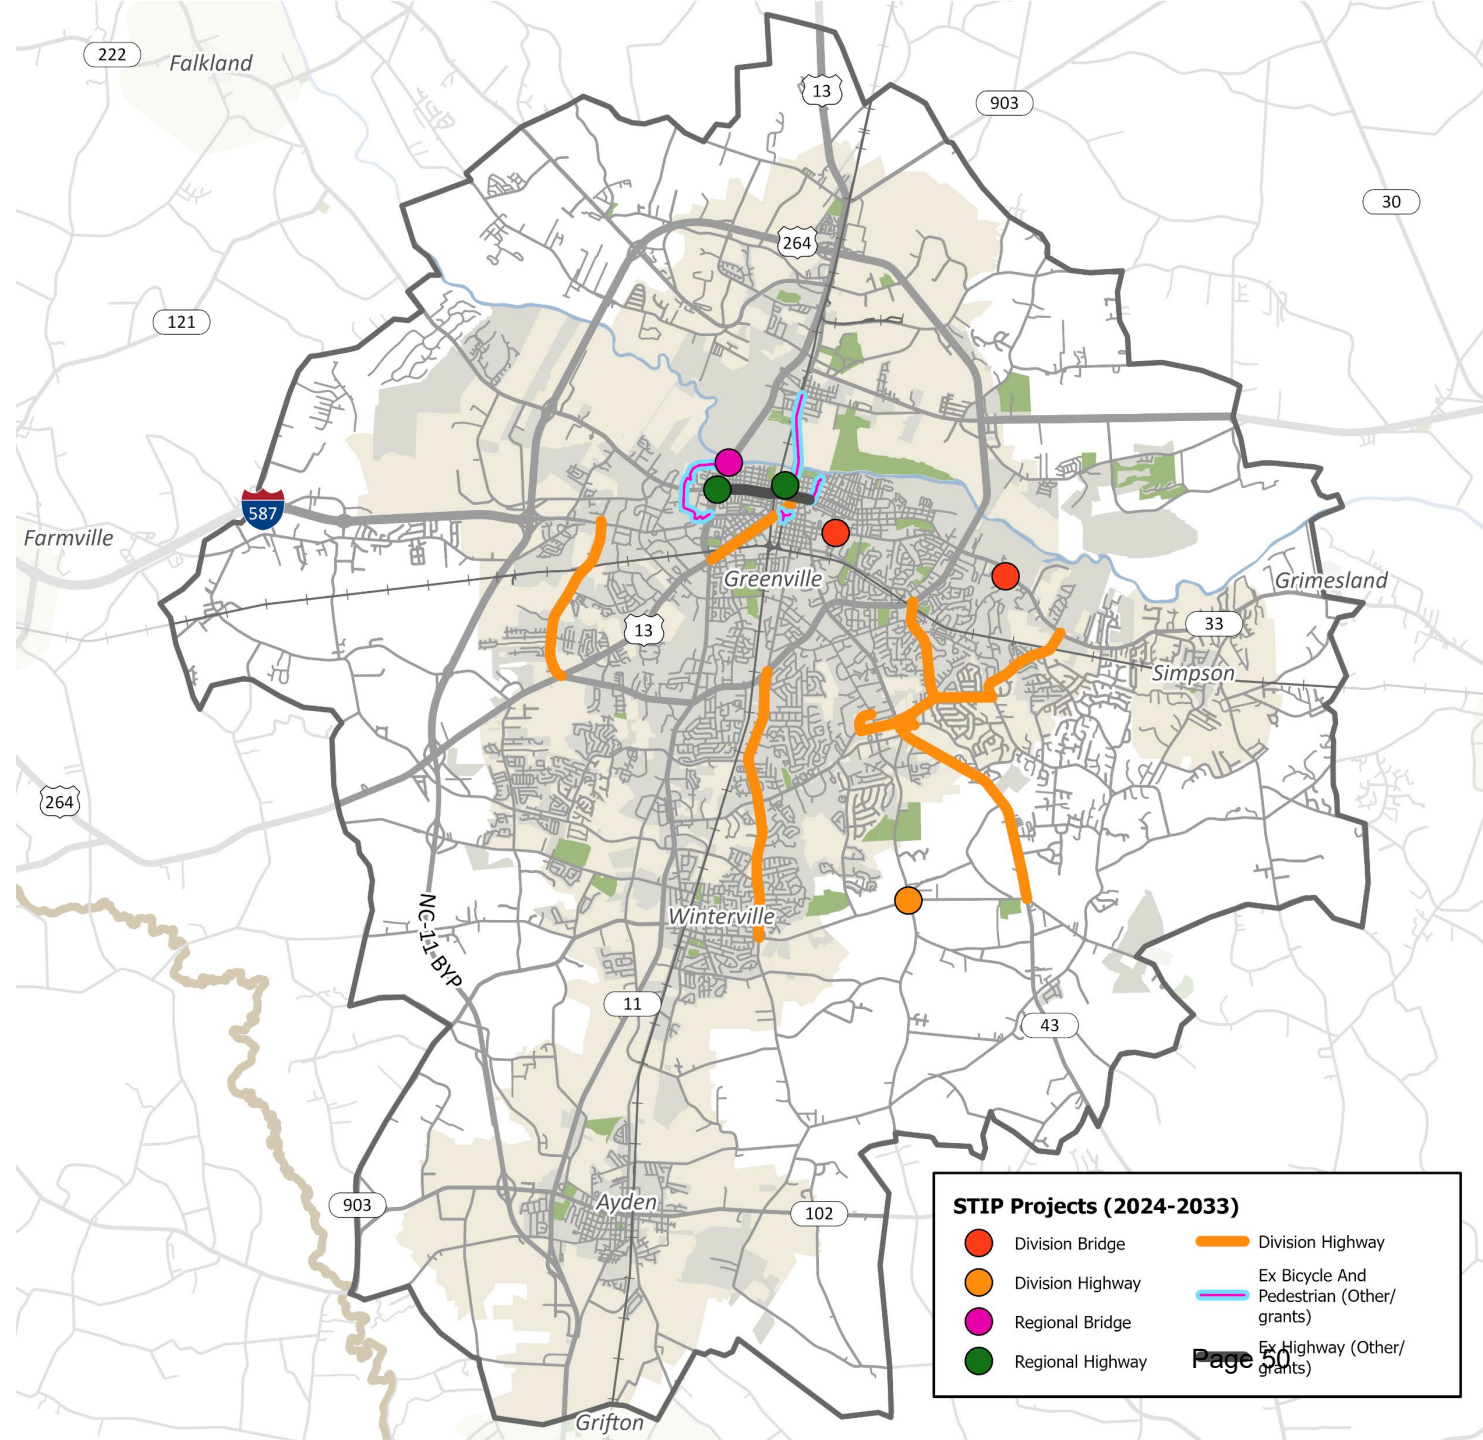 222
Falkland
13
903
30
264
121
587
Farmville
Greenville
Grimesland
33
13
Simpson
264
Winterville
NC-11-BYP
11
43
903
Ayden
102
Grifton
STIP Projects (2024-2033)
Division Bridge
Division Highway
Regional Bridge
Regional Highway
Division Highway
Ex Bicycle And
Pedestrian (Other/
grants)
Ex Highway (Other/
grants)
Page 50